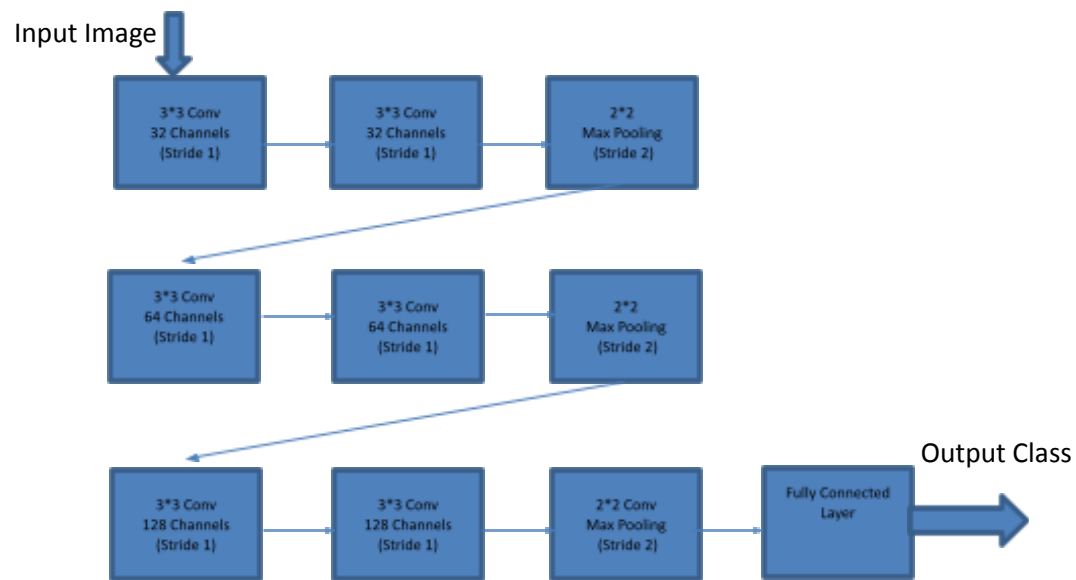 Input Image
3*3 Conv
32 Channels
(Stride 1)
3*3 Conv
32 Channels
(Stride 1)
2*2
Max Pooling
(Stride 2)
3*3 Conv
64 Channels
(Stride 1)
3*3 Conv
64 Channels
(Stride 1)
2*2
Max Pooling
(Stride 2)
3*3 Conv
128 Channels
(Stride 1)
3*3 Conv
128 Channels
(Stride 1)
2*2 Conv
Max Pooling
(Stride 2)
Fully Connected
Layer
Output Class